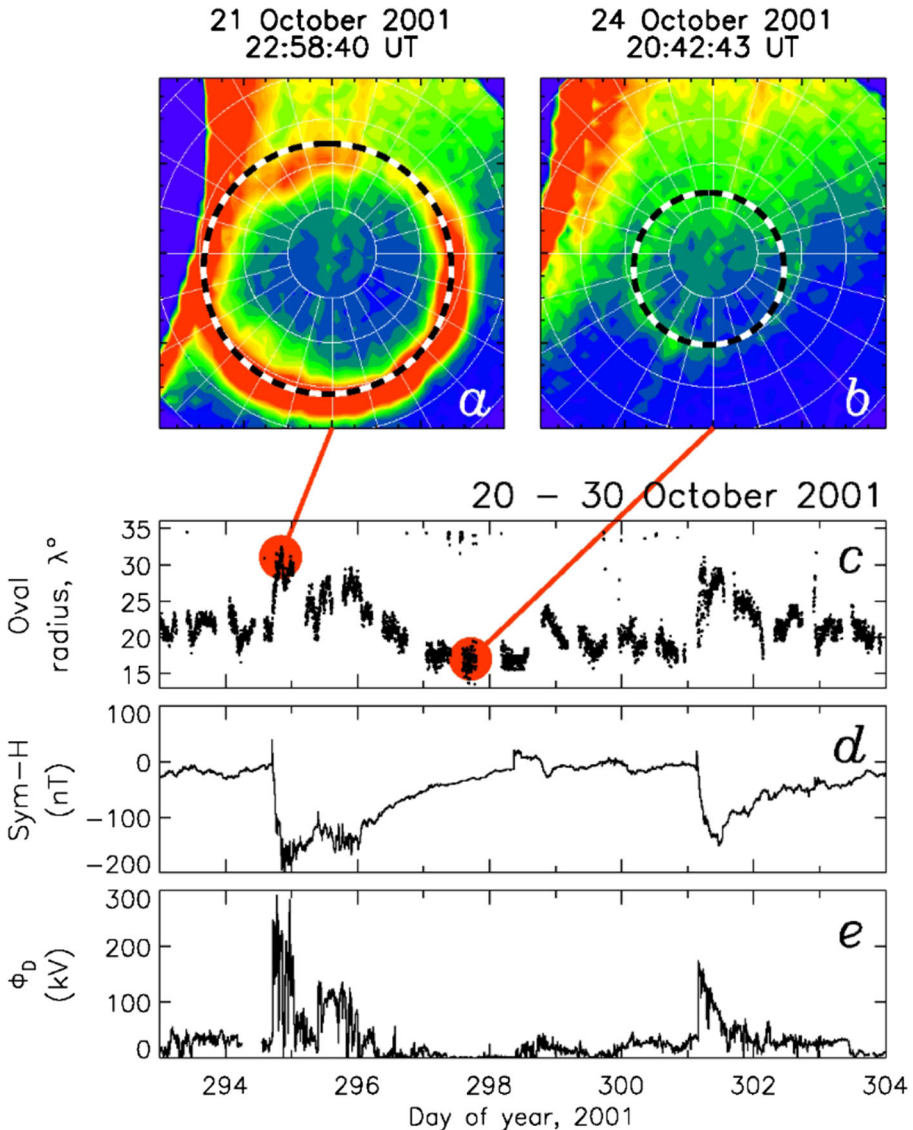 21 October 2001
22:58:40 UT
24 October 2001
20:42:43 UT
a
b
20 – 30 October 2001
Oval
radius, λ°
35
30
25
20
15
c
Sym–H
(nT)
100
0
−100
−200
d
Φ_D
(kV)
300
200
100
0
e
294
296
298
300
302
304
Day of year, 2001